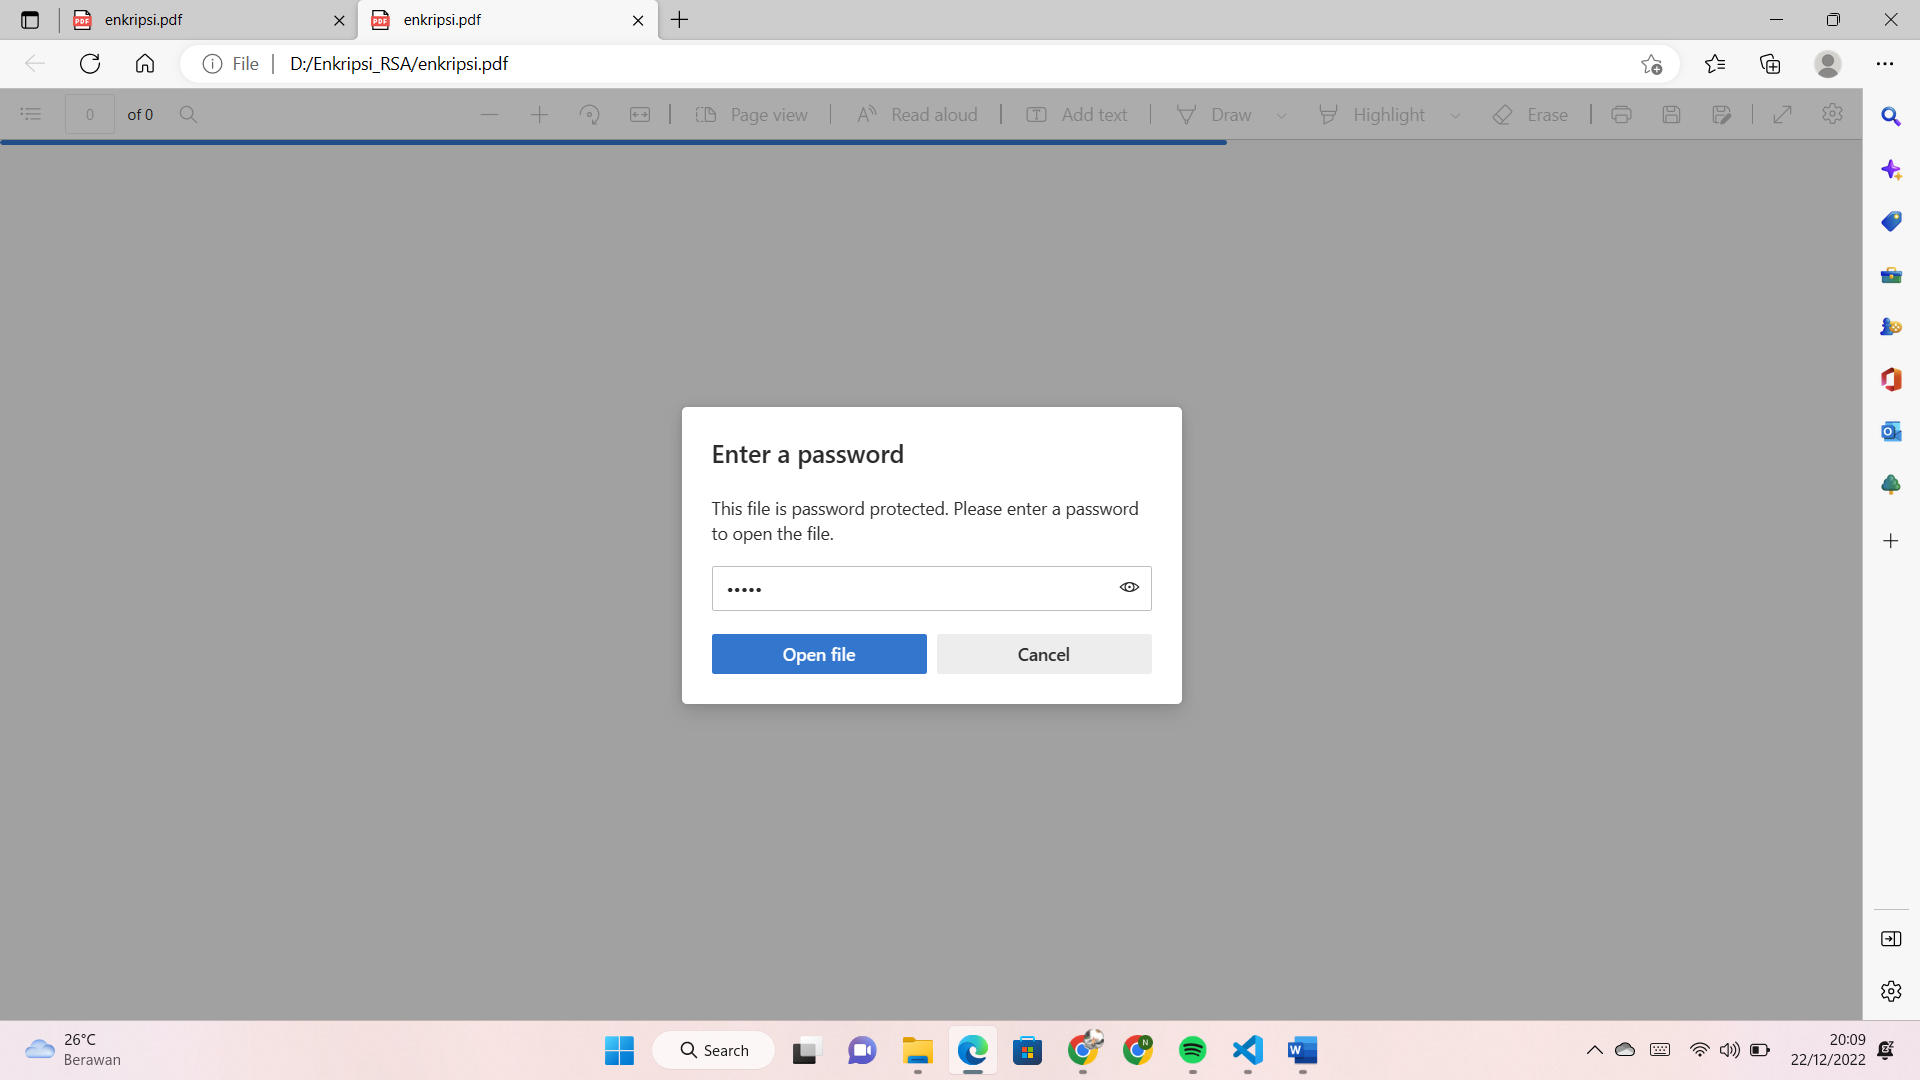 enkripsi.pdf
enkripsi.pdf
File
D:/Enkripsi_RSA/enkripsi.pdf
0 of 0
Page view
Read aloud
Add text
Draw
Highlight
Erase
Enter a password
This file is password protected. Please enter a password
to open the file.
•••••
Open file
Cancel
26°C
Berawan
Search
20:09
22/12/2022